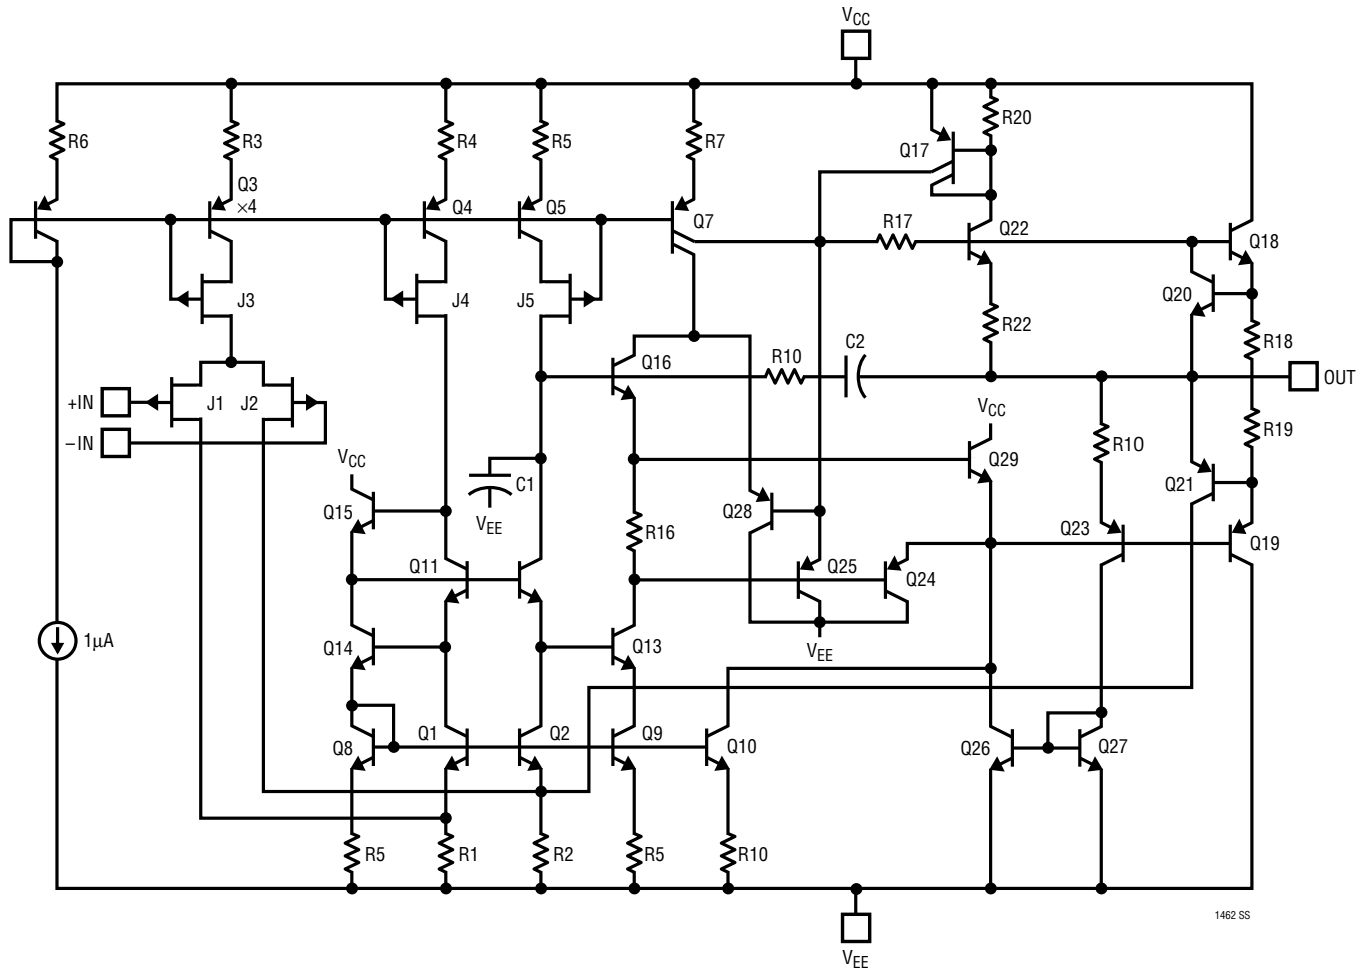 VCC
R6
R3
R4
R5
R7
R20
Q17
Q3
×4
Q4
Q5
Q7
R17
Q22
Q18
J3
J4
J5
Q20
R22
R18
C2
R10
Q16
OUT
+IN
J1
J2
−IN
VCC
R19
R10
Q29
VCC
C1
Q21
VEE
Q15
Q28
R16
Q23
Q19
Q11
Q25
Q24
1µA
Q14
Q13
VEE
Q8
Q1
Q2
Q9
Q10
Q26
Q27
R5
R1
R2
R5
R10
1462 SS
VEE